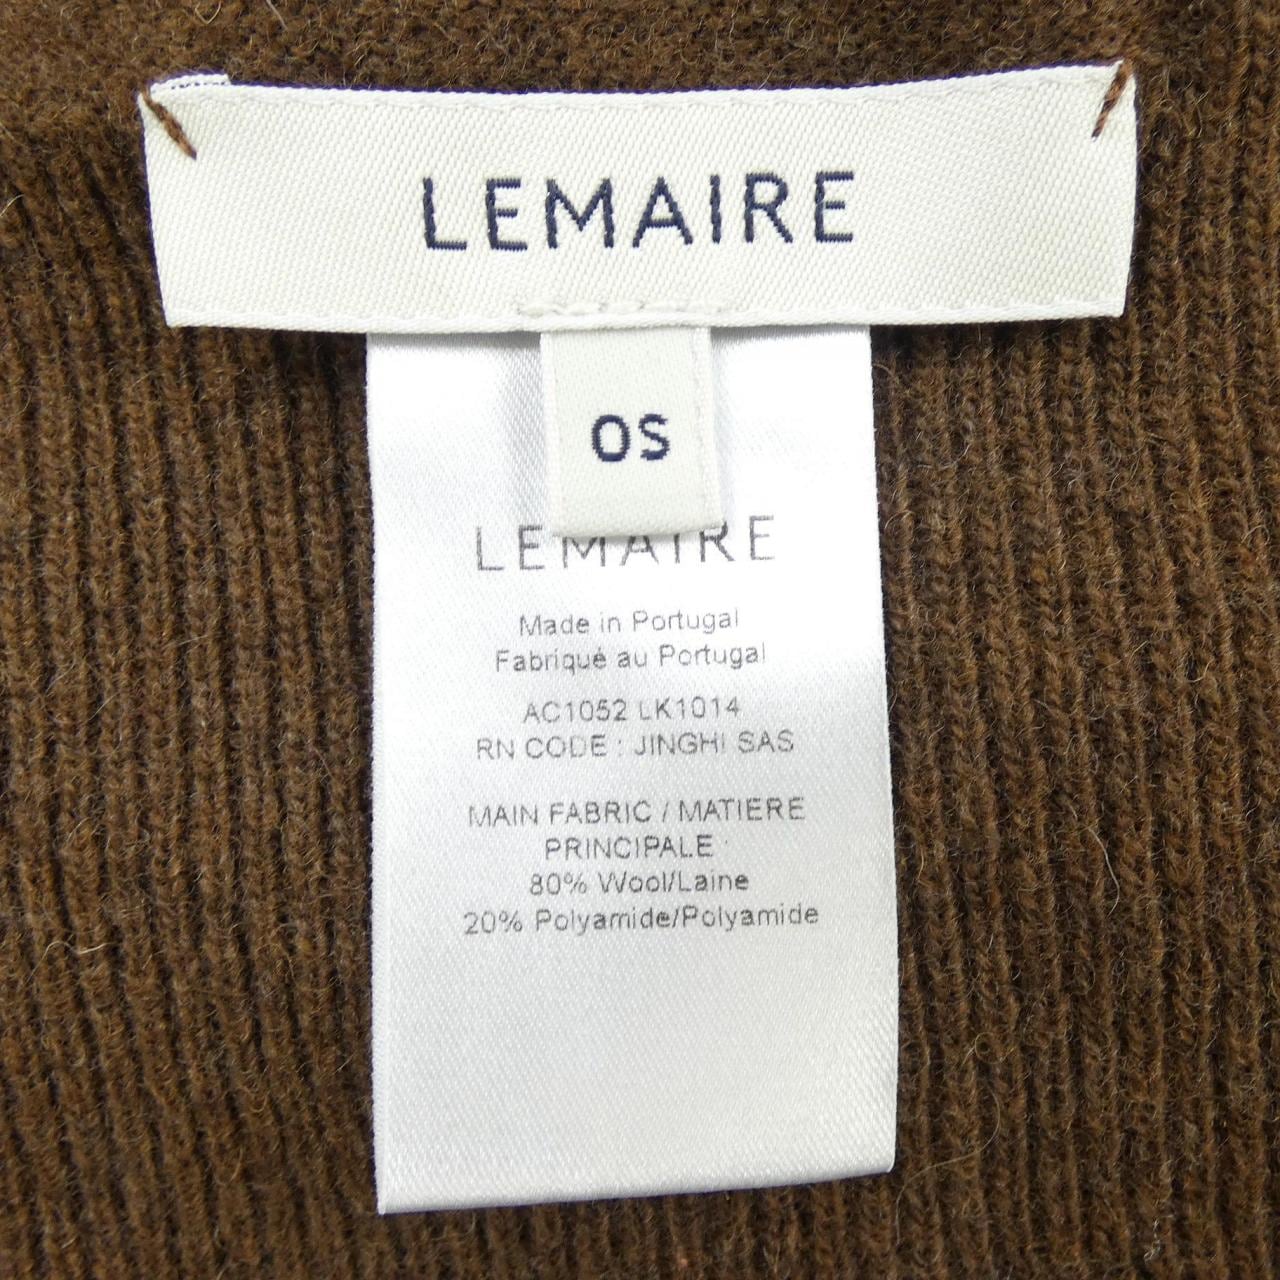 LEMAIRE
OS
LEMAIRE
Made in Portugal
Fabriqué au Portugal
AC1052 LK1014
RN CODE : JINGHI SAS
MAIN FABRIC / MATIERE
PRINCIPALE
80% Wool/Laine
20% Polyamide/Polyamide